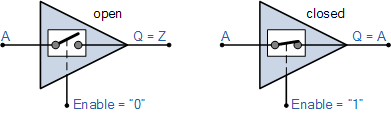 open
A
Q = Z
Enable = "0"
closed
A
Q = A
Enable = "1"